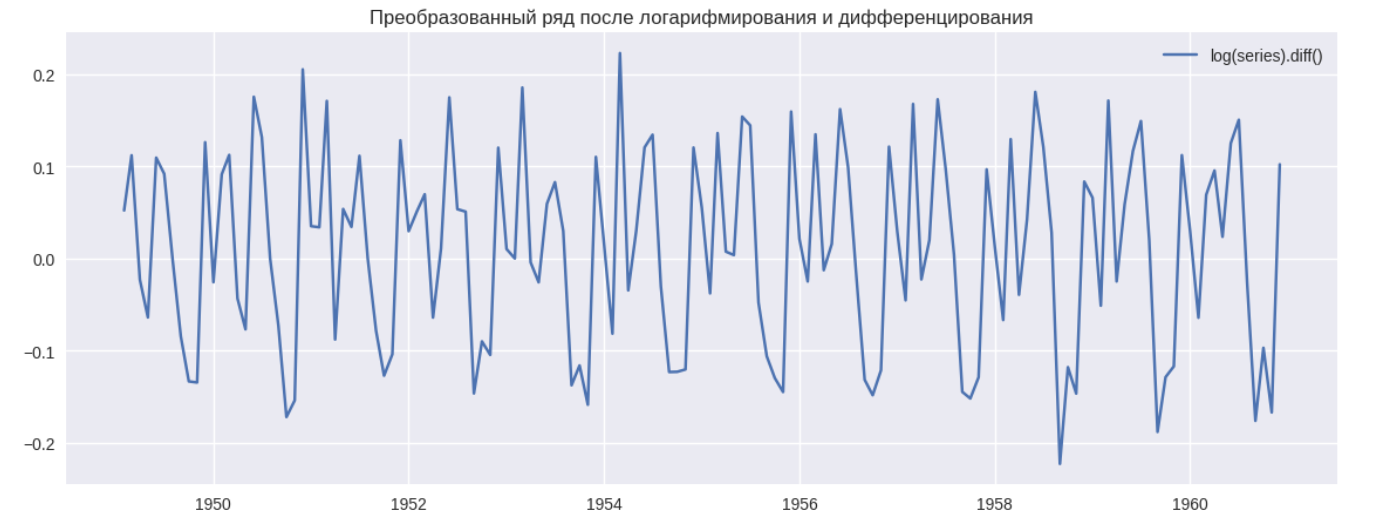 Преобразованный ряд после логарифмирования и дифференцирования
log(series).diff()
0.2
0.1
0.0
−0.1
−0.2
1950 1952 1954 1956 1958 1960